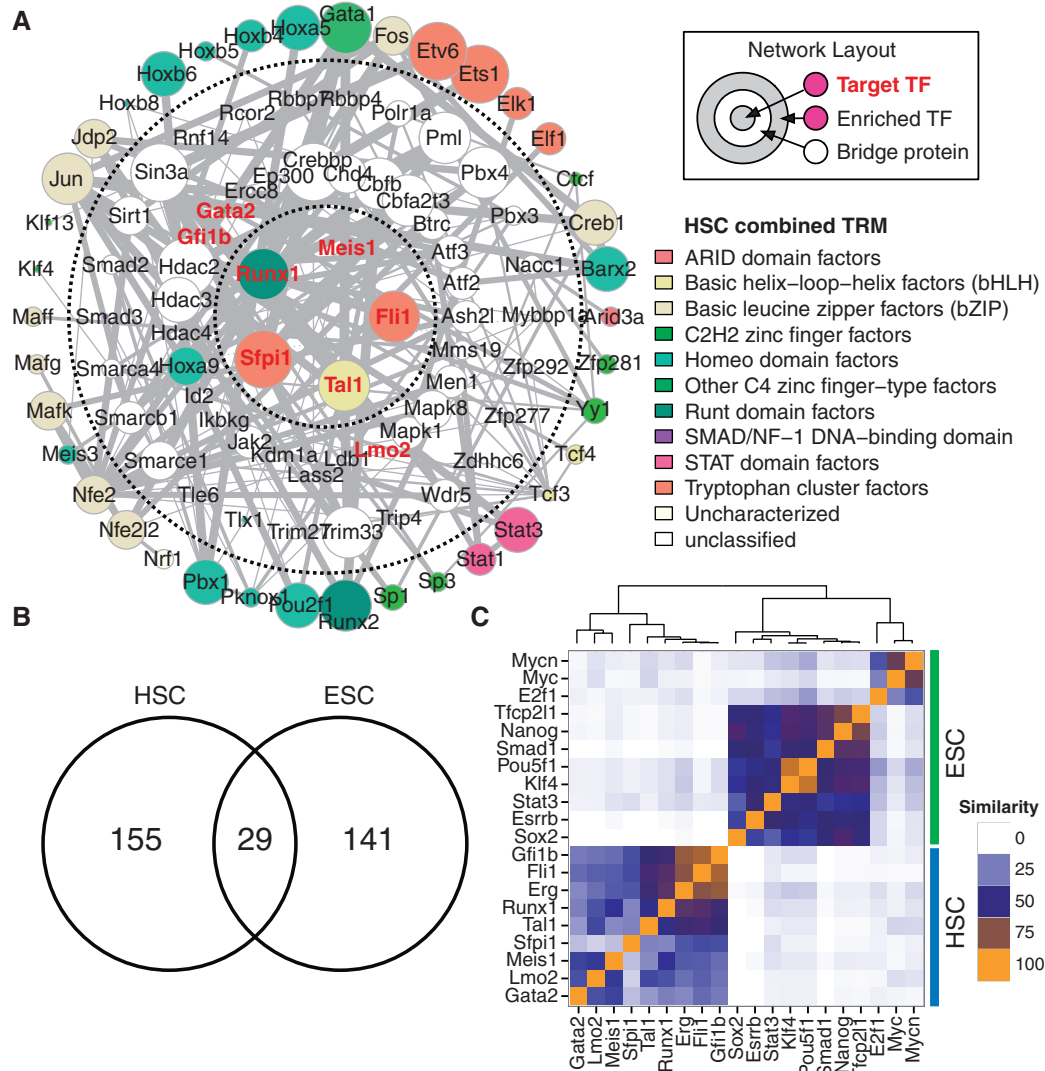 A
Gata1
Hoxa5
Hoxb4
Hoxb5
Hoxb6
Hoxb8
Jdp2
Jun
Klf13
Klf4
Maff
Mafg
Mafk
Meis3
Nfe2
Nfe2l2
Nrf1
Pbx1
Pknox1
Pou2f1
Runx2
Sp1
Sp3
Stat1
Stat3
Tcf3
Tcf4
Yy1
Zfp281
Arid3a
Barx2
Creb1
Ctcf
Elf1
Elk1
Ets1
Etv6
Fos
Rbbp7
Rbbp4
Rcor2
Polr1a
Rnf14
Pml
Sin3a
Crebbp
Ep300
Chd4
Ercc8
Cbfb
Pbx4
Cbfa2t3
Sirt1
Gata2
Gfi1b
Meis1
Btrc
Pbx3
Smad2
Hdac2
Runx1
Atf3
Nacc1
Atf2
Hdac3
Smad3
Fli1
Ash2l
Mybbp1a
Hdac4
Mms19
Smarca4
Hoxa9
Sfpi1
Tal1
Zfp292
Men1
Id2
Smarcb1
Ikbkg
Mapk8
Zfp277
Mapk1
Jak2
Kdm1a
Ldb1
Lmo2
Smarce1
Lass2
Zdhhc6
Tle6
Wdr5
Tlx1
Trim27
Trim33
Trip4
Network Layout
Target TF
Enriched TF
Bridge protein
HSC combined TRM
ARID domain factors
Basic helix−loop−helix factors (bHLH)
Basic leucine zipper factors (bZIP)
C2H2 zinc finger factors
Homeo domain factors
Other C4 zinc finger−type factors
Runt domain factors
SMAD/NF−1 DNA−binding domain
STAT domain factors
Tryptophan cluster factors
Uncharacterized
unclassified
B
HSC
ESC
155
29
141
C
Mycn
Myc
E2f1
Tfcp2l1
Nanog
Smad1
Pou5f1
Klf4
Stat3
Esrrb
Sox2
Gfi1b
Fli1
Erg
Runx1
Tal1
Sfpi1
Meis1
Lmo2
Gata2
ESC
HSC
Similarity
0
25
50
75
100
Gata2
Lmo2
Meis1
Sfpi1
Tal1
Runx1
Erg
Fli1
Gfi1b
Sox2
Esrrb
Stat3
Klf4
Pou5f1
Smad1
Nanog
Tfcp2l1
E2f1
Myc
Mycn